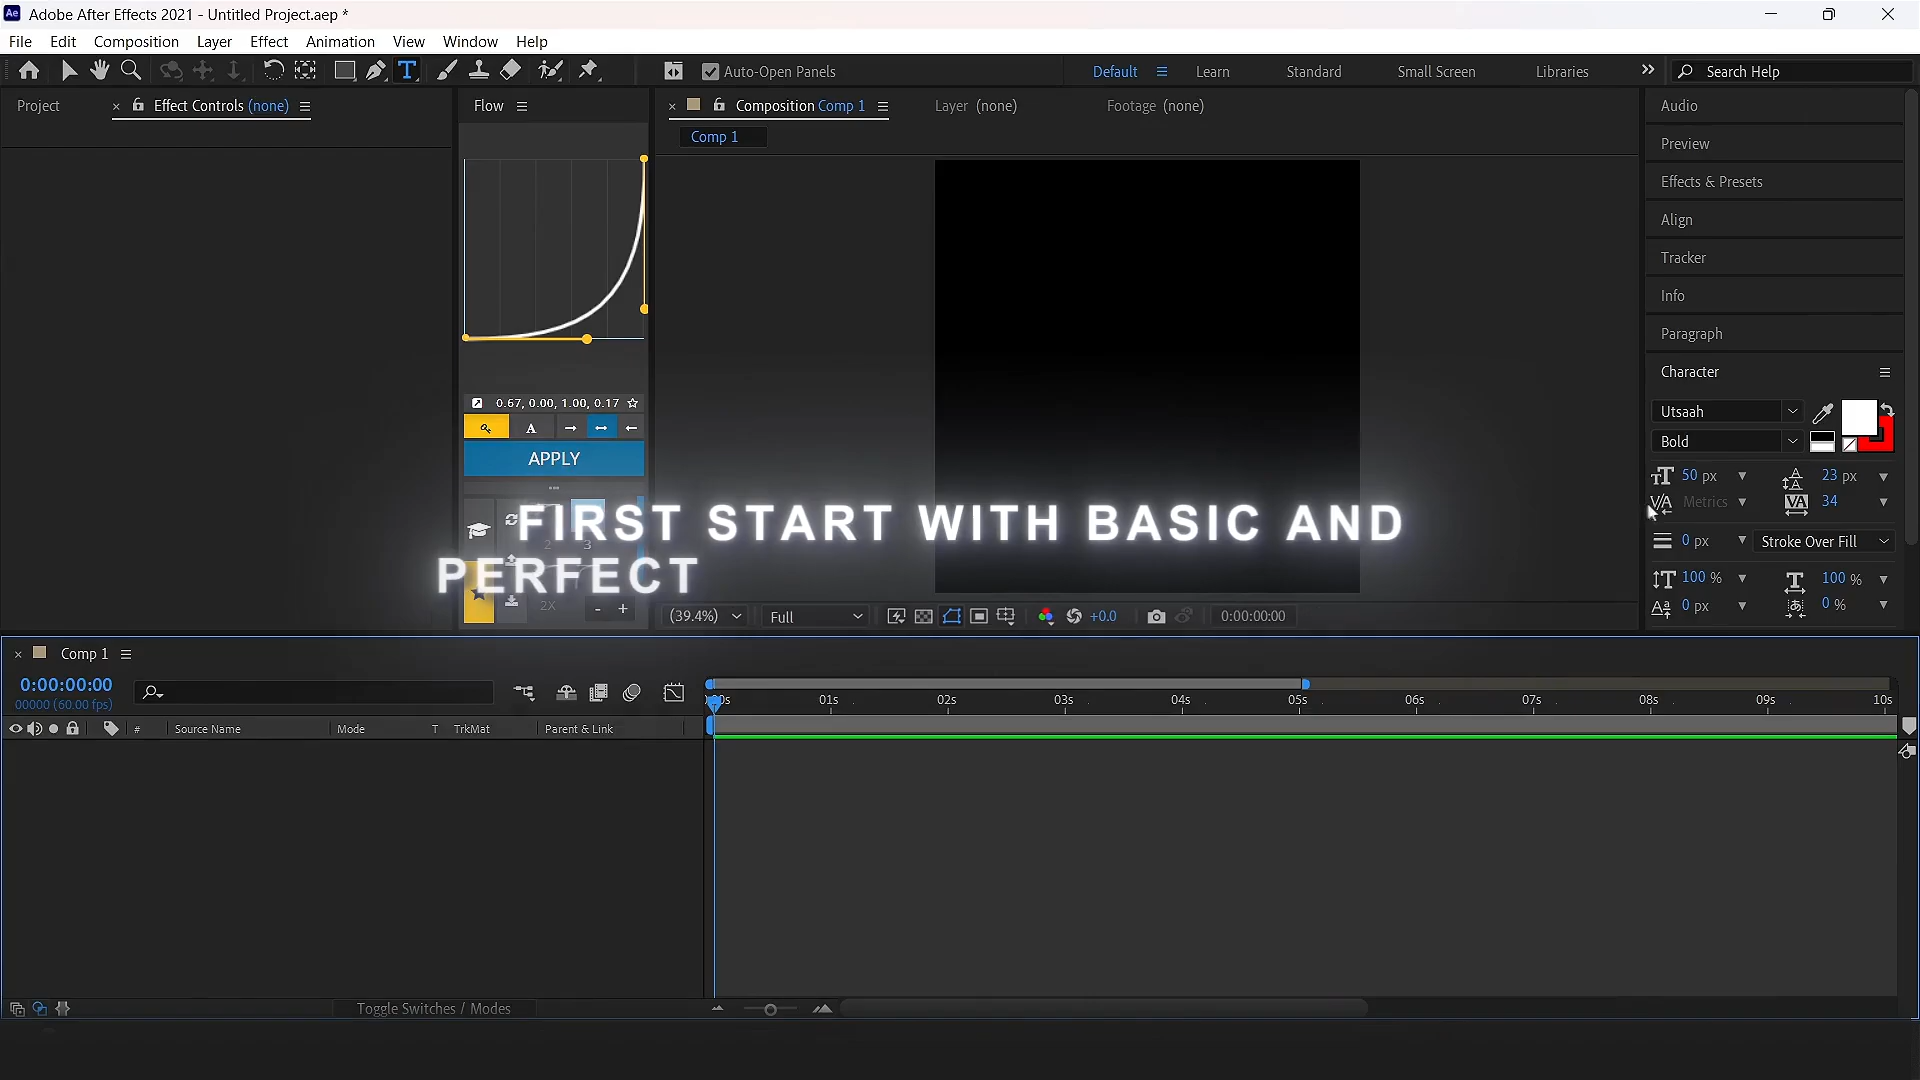 Ae Adobe After Effects 2021 - Untitled Project.aep *
File Edit Composition Layer Effect Animation View Window Help
T Auto-Open Panels Default Learn Standard Small Screen Libraries Search Help
Project Effect Controls (none) Flow Composition Comp 1 Layer (none) Footage (none)
Comp 1
Audio
Preview
Effects & Presets
Align
Tracker
Info
Paragraph
Character
Utsaah
Bold
50 px 23 px
Metrics 34
0 px Stroke Over Fill
100 % 100 %
0 px 0 %
0.67, 0.00, 1.00, 0.17
A
APPLY
FIRST START WITH BASIC AND
PERFECT
2X - +
(39.4%) Full +0.0 0:00:00:00
Comp 1
0:00:00:00
00000 (60.00 fps)
01s 02s 03s 04s 05s 06s 07s 08s 09s 10s
# Source Name Mode T TrkMat Parent & Link
Toggle Switches / Modes